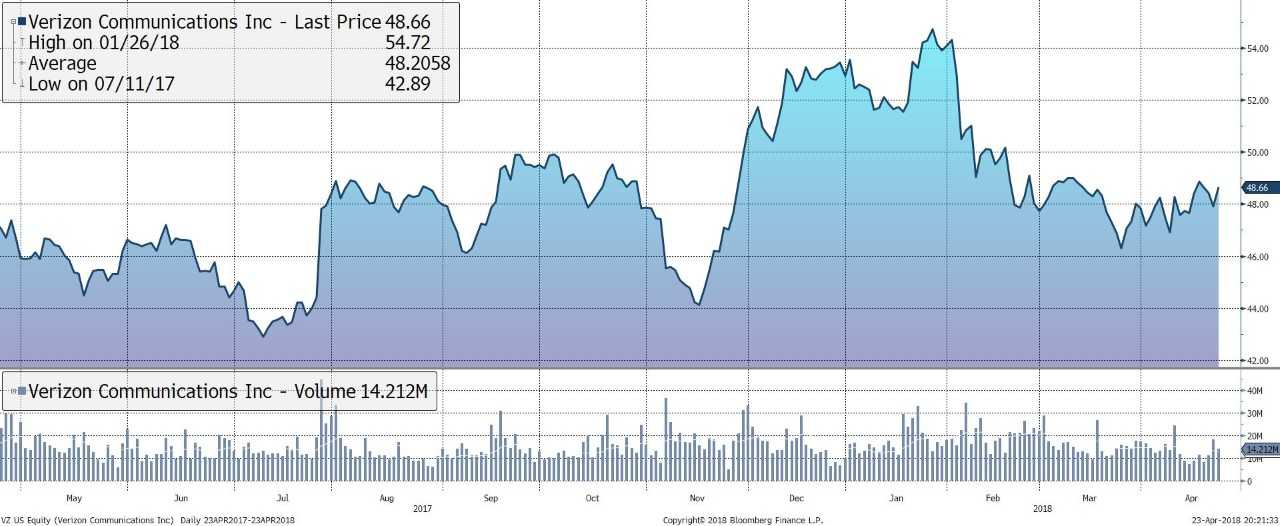 Verizon Communications Inc - Last Price 48.66
High on 01/26/18 54.72
Average 48.2058
Low on 07/11/17 42.89
54.00
52.00
50.00
48.66
48.00
46.00
44.00
42.00
Verizon Communications Inc - Volume 14.212M
40M
30M
20M
14.212M
10M
0
May Jun Jul Aug Sep Oct Nov Dec Jan Feb Mar Apr
2017 2018
VZ US Equity (Verizon Communications Inc) Daily 23APR2017-23APR2018 Copyright© 2018 Bloomberg Finance L.P. 23-Apr-2018 20:21:33